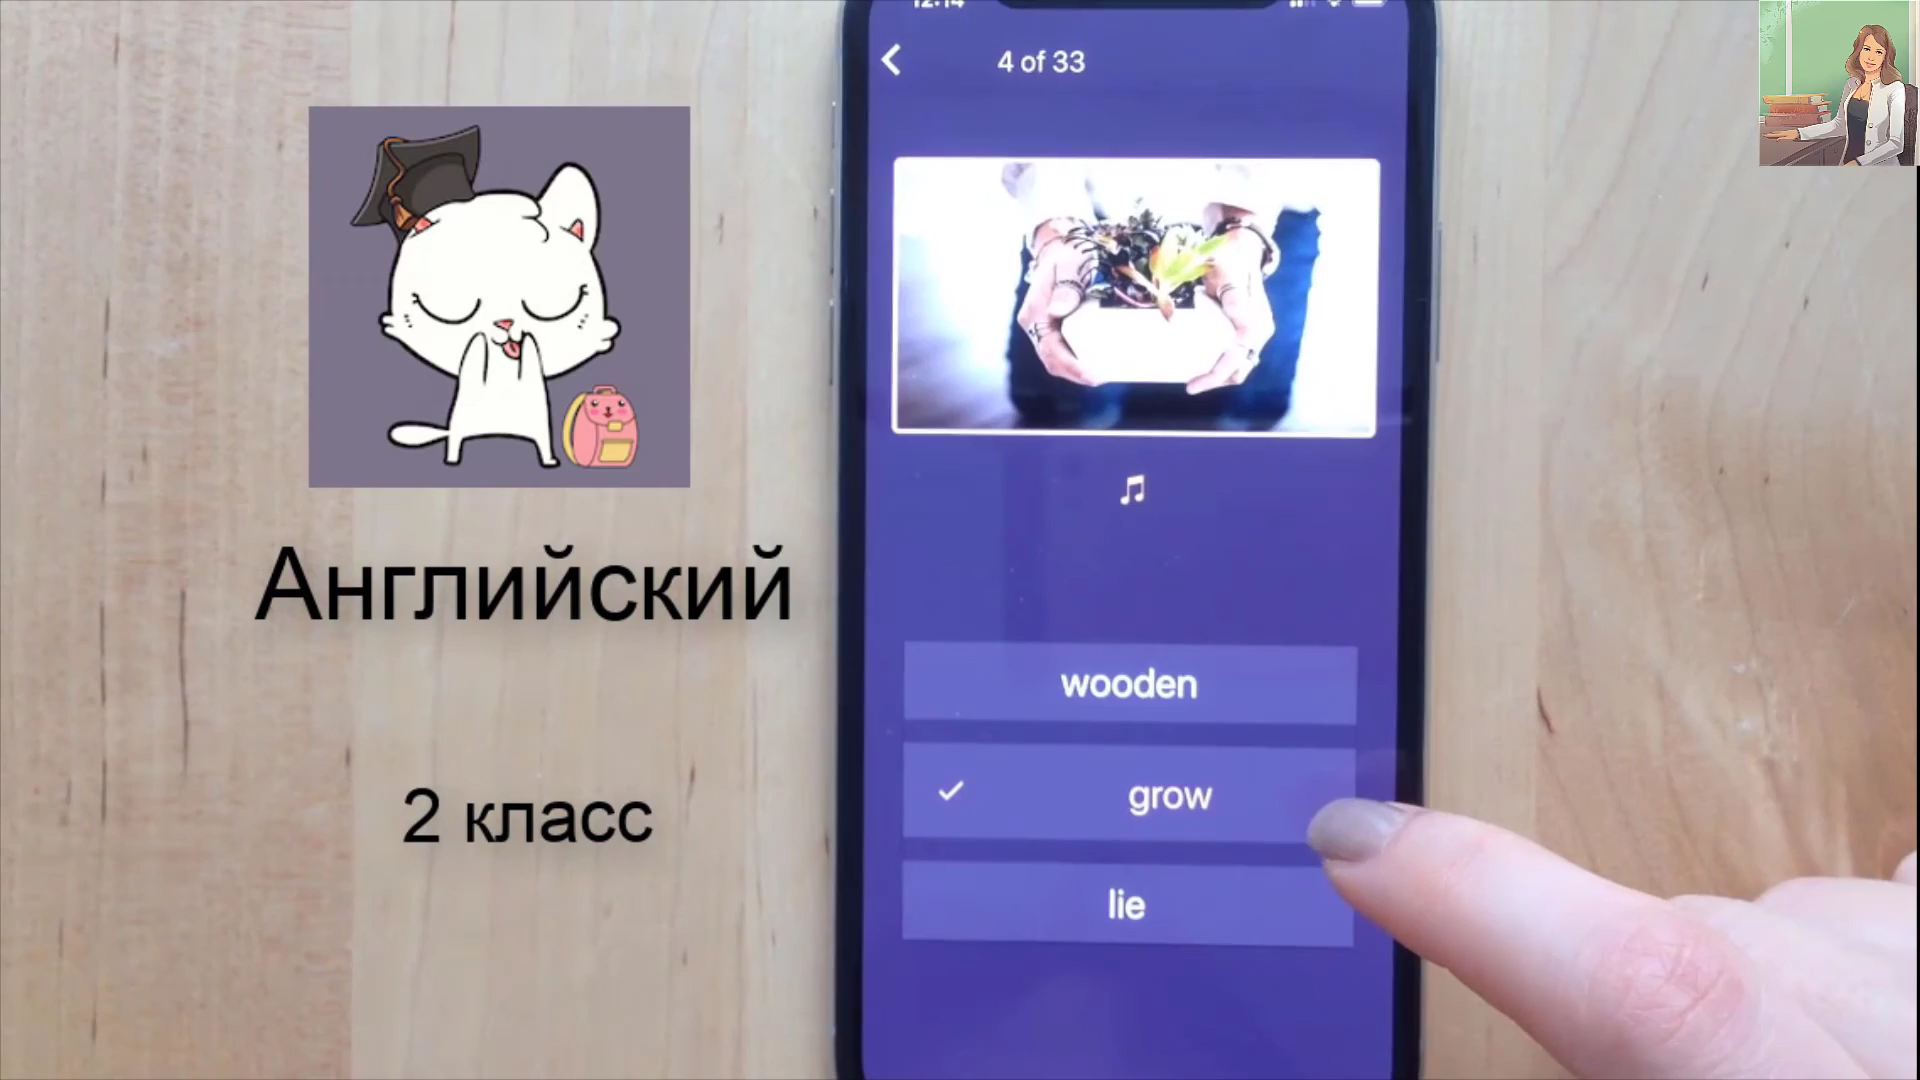 4 of 33
Английский
2 класс
wooden
grow
lie